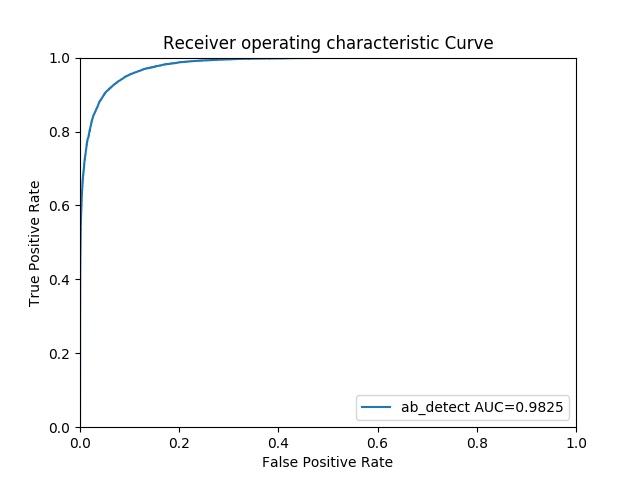 Receiver operating characteristic Curve
1.0
0.8
0.6
0.4
0.2
0.0
True Positive Rate
ab_detect AUC=0.9825
0.0 0.2 0.4 0.6 0.8 1.0
False Positive Rate